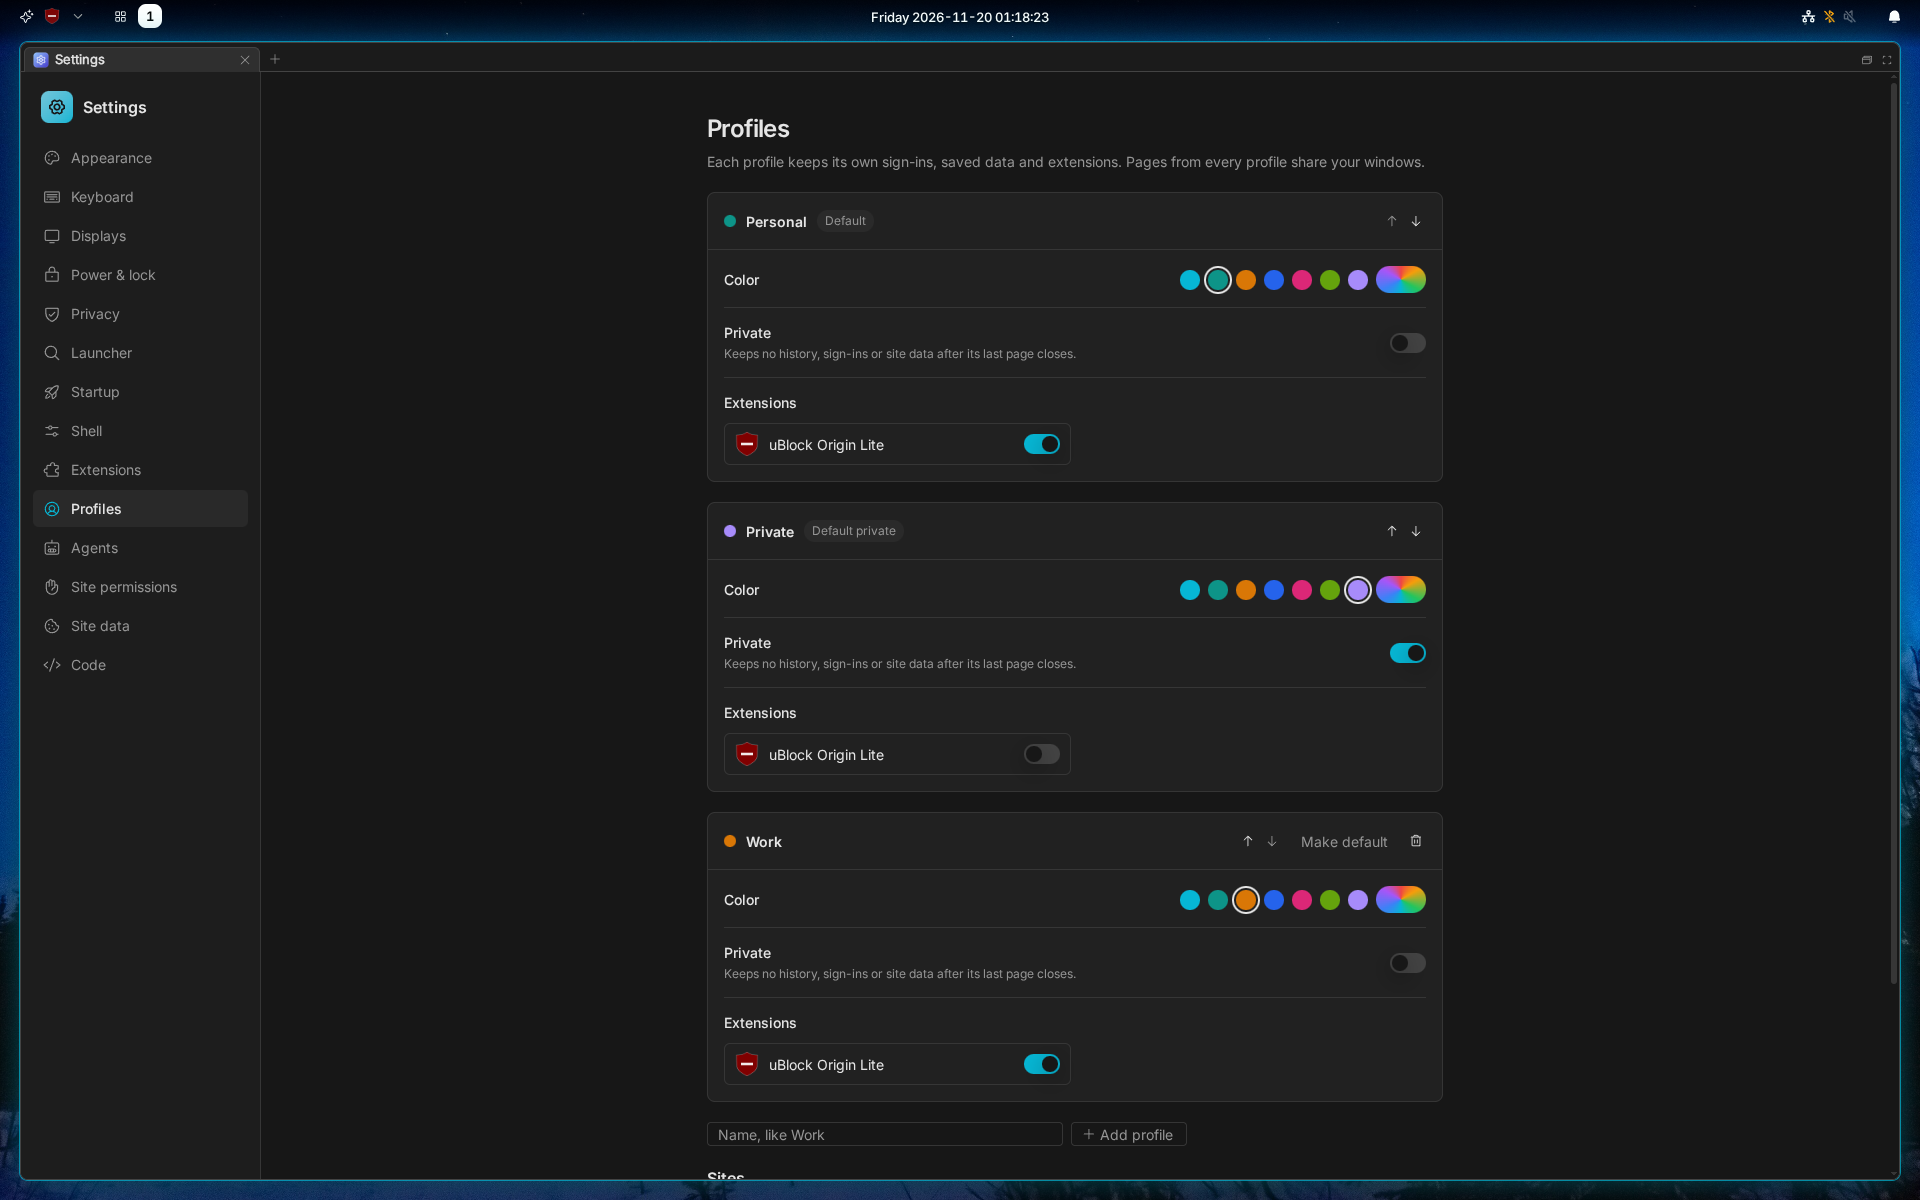 1
Friday 2026-11-20 01:18:23
Settings
Settings
Appearance
Keyboard
Displays
Power & lock
Privacy
Launcher
Startup
Shell
Extensions
Profiles
Agents
Site permissions
Site data
Code
Profiles
Each profile keeps its own sign-ins, saved data and extensions. Pages from every profile share your windows.
Personal Default
Color
Private
Keeps no history, sign-ins or site data after its last page closes.
Extensions
uBlock Origin Lite
Private Default private
Color
Private
Keeps no history, sign-ins or site data after its last page closes.
Extensions
uBlock Origin Lite
Work Make default
Color
Private
Keeps no history, sign-ins or site data after its last page closes.
Extensions
uBlock Origin Lite
Name, like Work
Add profile
Sites